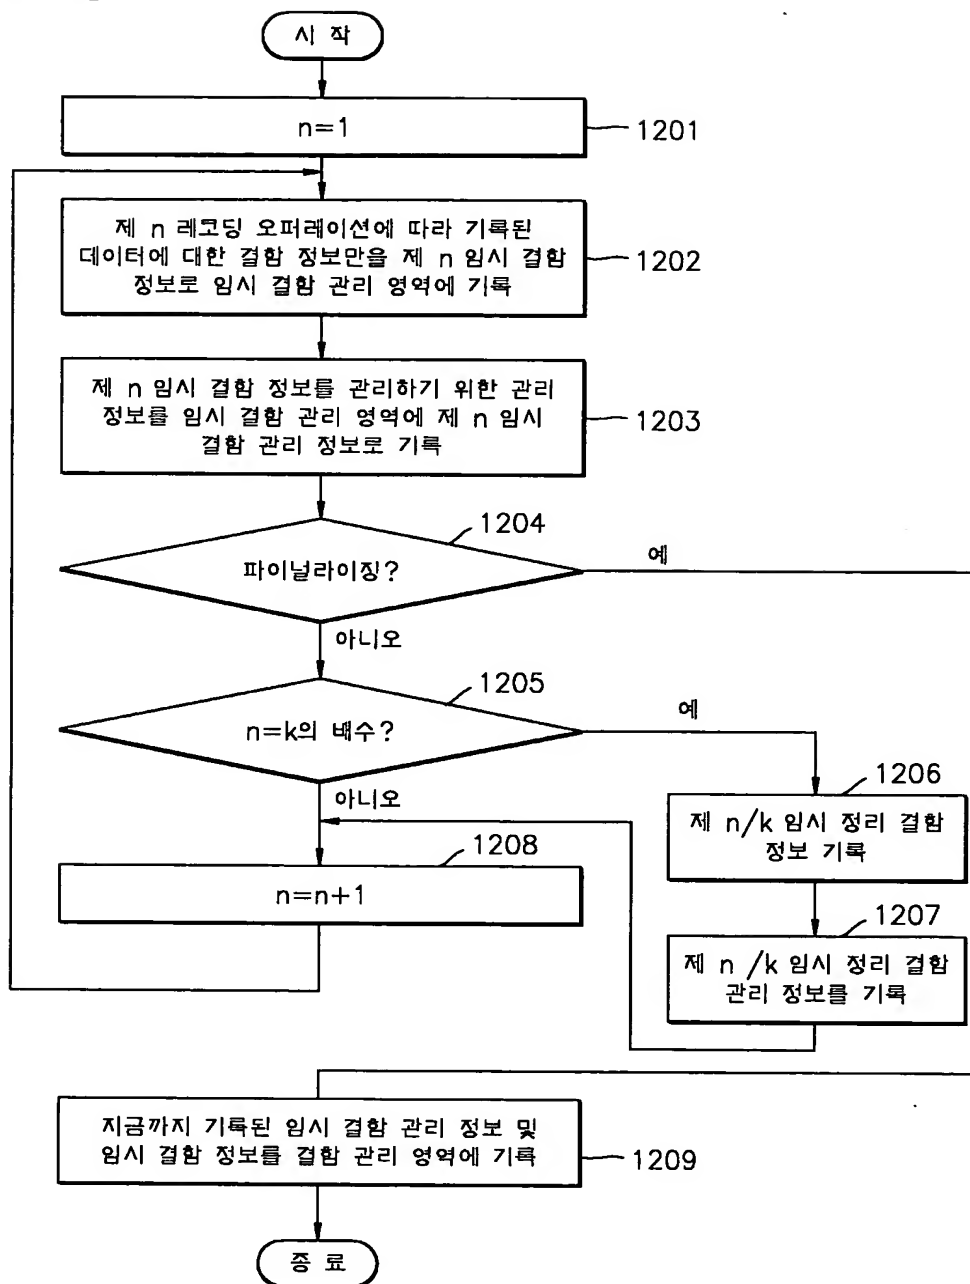 시 작
n=1
1201
제 n 레코딩 오퍼레이션에 따라 기록된
데이터에 대한 결함 정보만을 제 n 임시 결함
정보로 임시 결함 관리 영역에 기록
1202
제 n 임시 결함 정보를 관리하기 위한 관리
정보를 임시 결함 관리 영역에 제 n 임시
결함 관리 정보로 기록
1203
1204
파이널라이징?
예
아니오
1205
n=k의 배수?
예
아니오
1206
제 n/k 임시 정리 결함
정보 기록
1208
n=n+1
1207
제 n /k 임시 정리 결함
관리 정보를 기록
지금까지 기록된 임시 결함 관리 정보 및
임시 결함 정보를 결함 관리 영역에 기록
1209
종 료